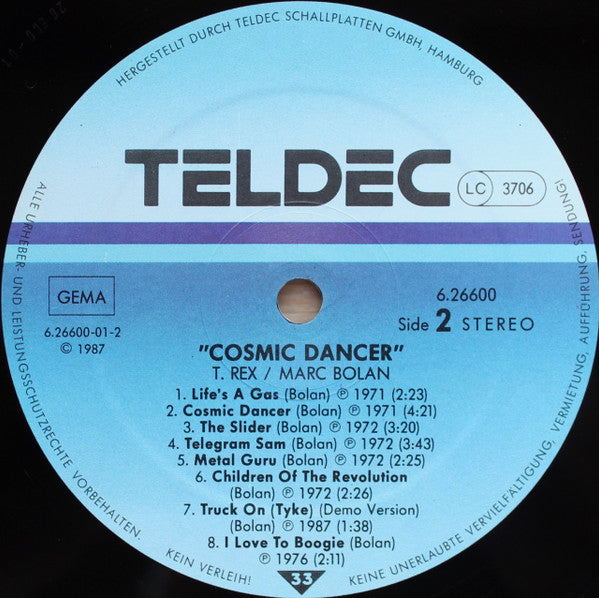 HERGESTELLT DURCH TELDEC SCHALLPLATTEN GMBH, HAMBURG
TELDEC
LC 3706
GEMA
6.26600-01-2
℗ 1987
6.26600
Side 2 STEREO
"COSMIC DANCER"
T. REX / MARC BOLAN
1. Life's A Gas (Bolan) ℗ 1971 (2:23)
2. Cosmic Dancer (Bolan) ℗ 1971 (4:21)
3. The Slider (Bolan) ℗ 1972 (3:20)
4. Telegram Sam (Bolan) ℗ 1972 (3:43)
5. Metal Guru (Bolan) ℗ 1972 (2:25)
6. Children Of The Revolution
(Bolan) ℗ 1972 (2:26)
7. Truck On (Tyke) (Demo Version)
(Bolan) ℗ 1987 (1:38)
8. I Love To Boogie (Bolan)
℗ 1976 (2:11)
33
ALLE URHEBER- UND LEISTUNGSSCHUTZRECHTE VORBEHALTEN.
KEIN VERLEIH! KEINE UNERLAUBTE VERVIELFÄLTIGUNG, VERMIETUNG, AUFFÜHRUNG, SENDUNG!